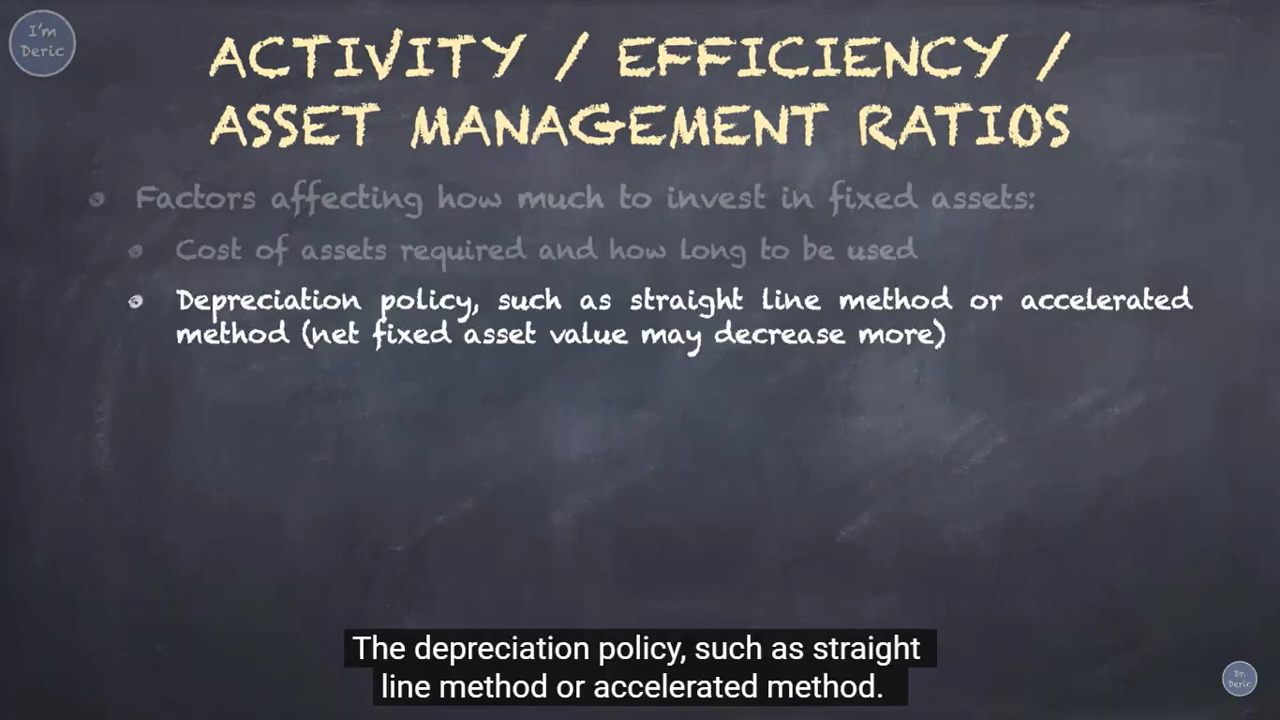 I'm
Deric
ACTIVITY / EFFICIENCY /
ASSET MANAGEMENT RATIOS
Factors affecting how much to invest in fixed assets:
Cost of assets required and how long to be used
Depreciation policy, such as straight line method or accelerated
method (net fixed asset value may decrease more)
The depreciation policy, such as straight
line method or accelerated method.
Dr.
Deric